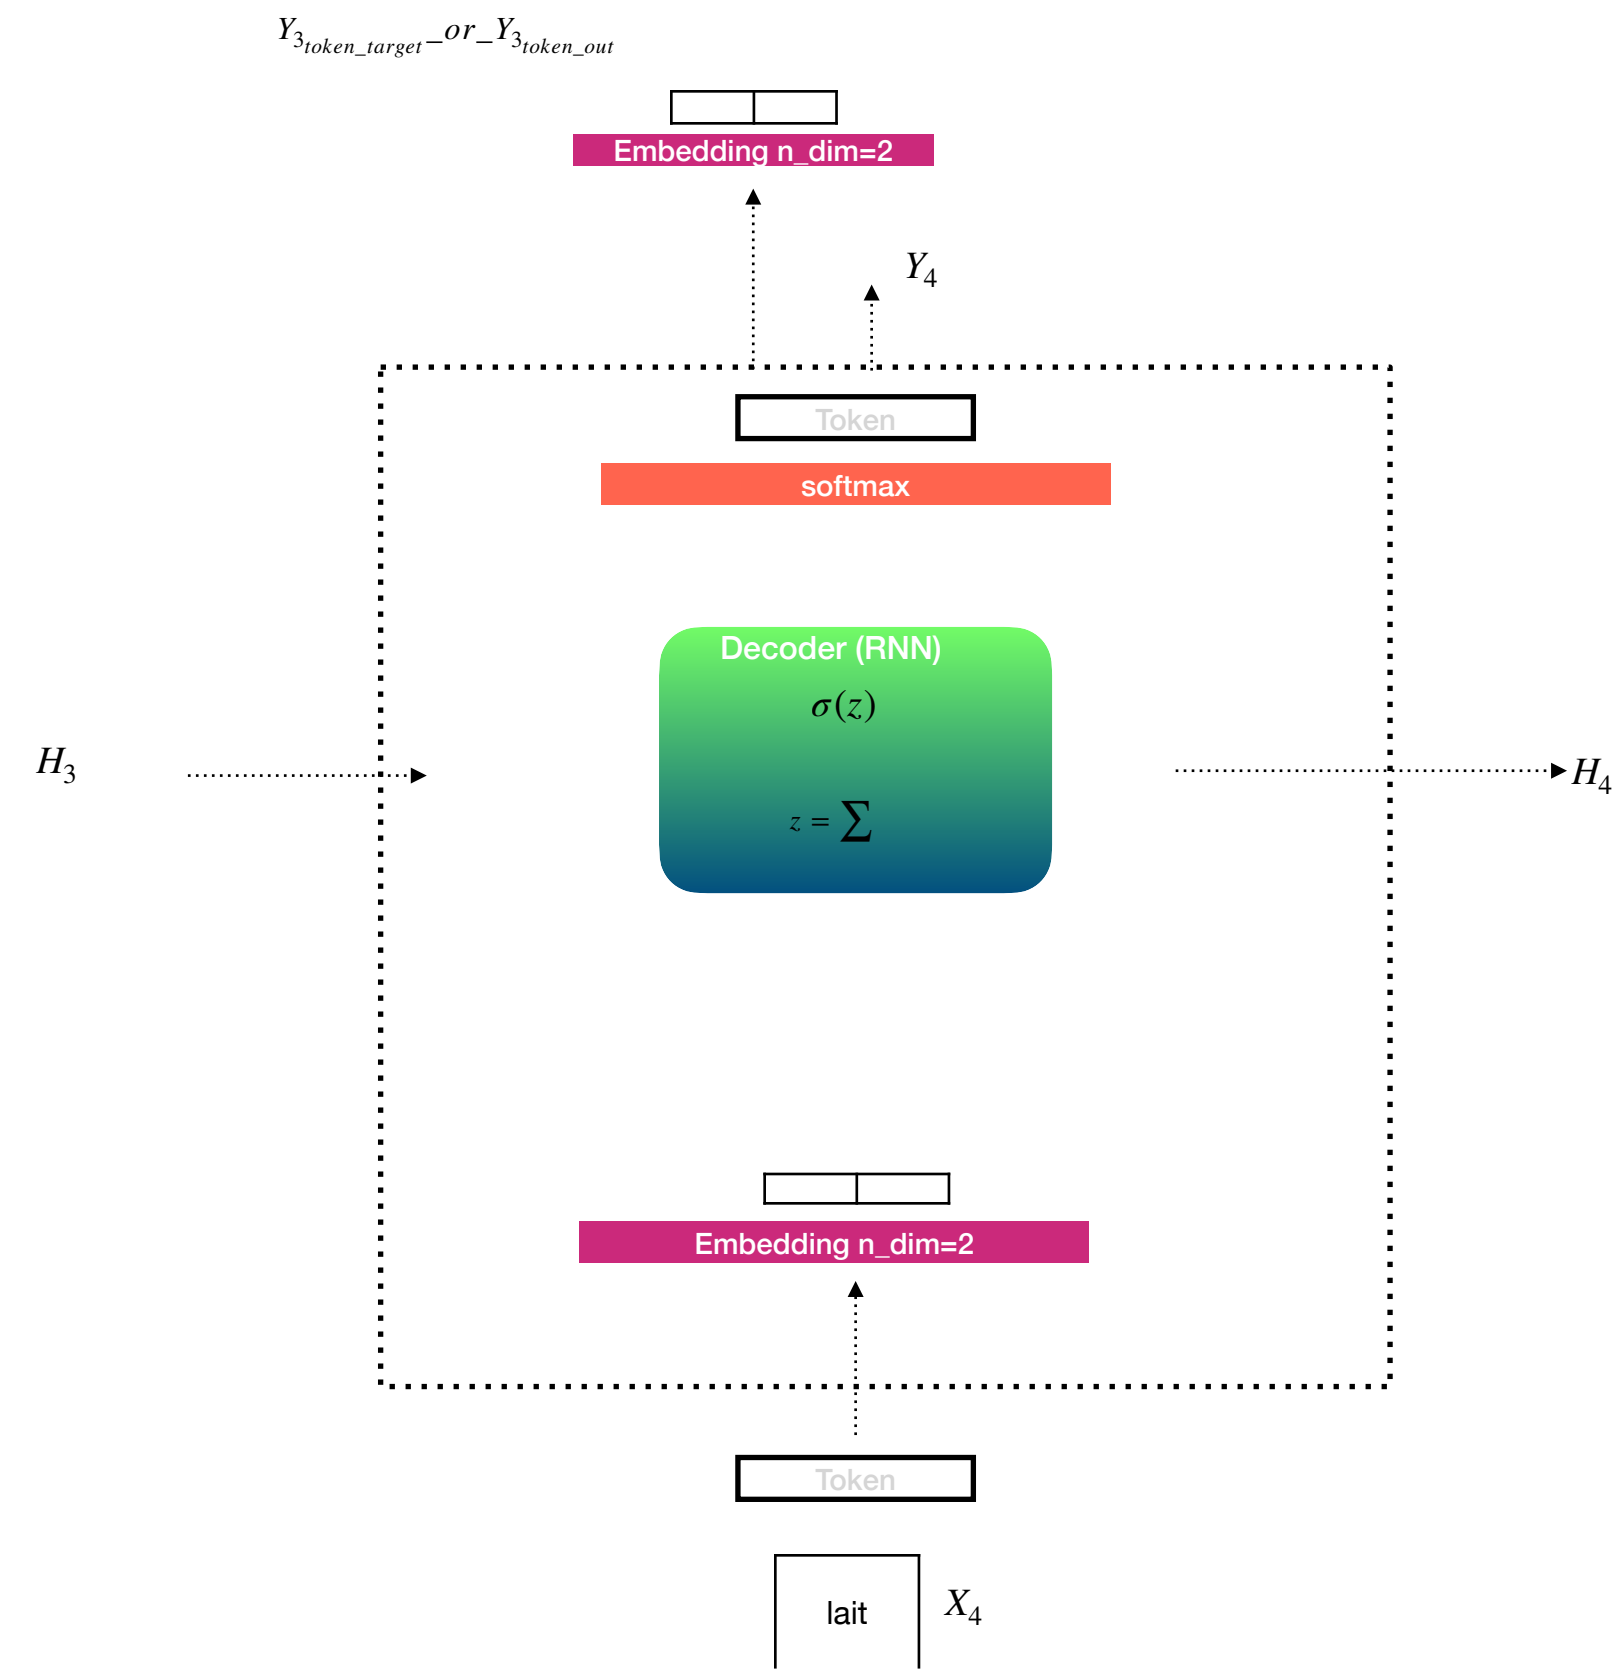 Y3token_target_or_Y3token_out
Embedding n_dim=2
Y4
Token
softmax
Decoder (RNN)
σ(z)
H3
H4
z = ∑
Embedding n_dim=2
Token
lait
X4